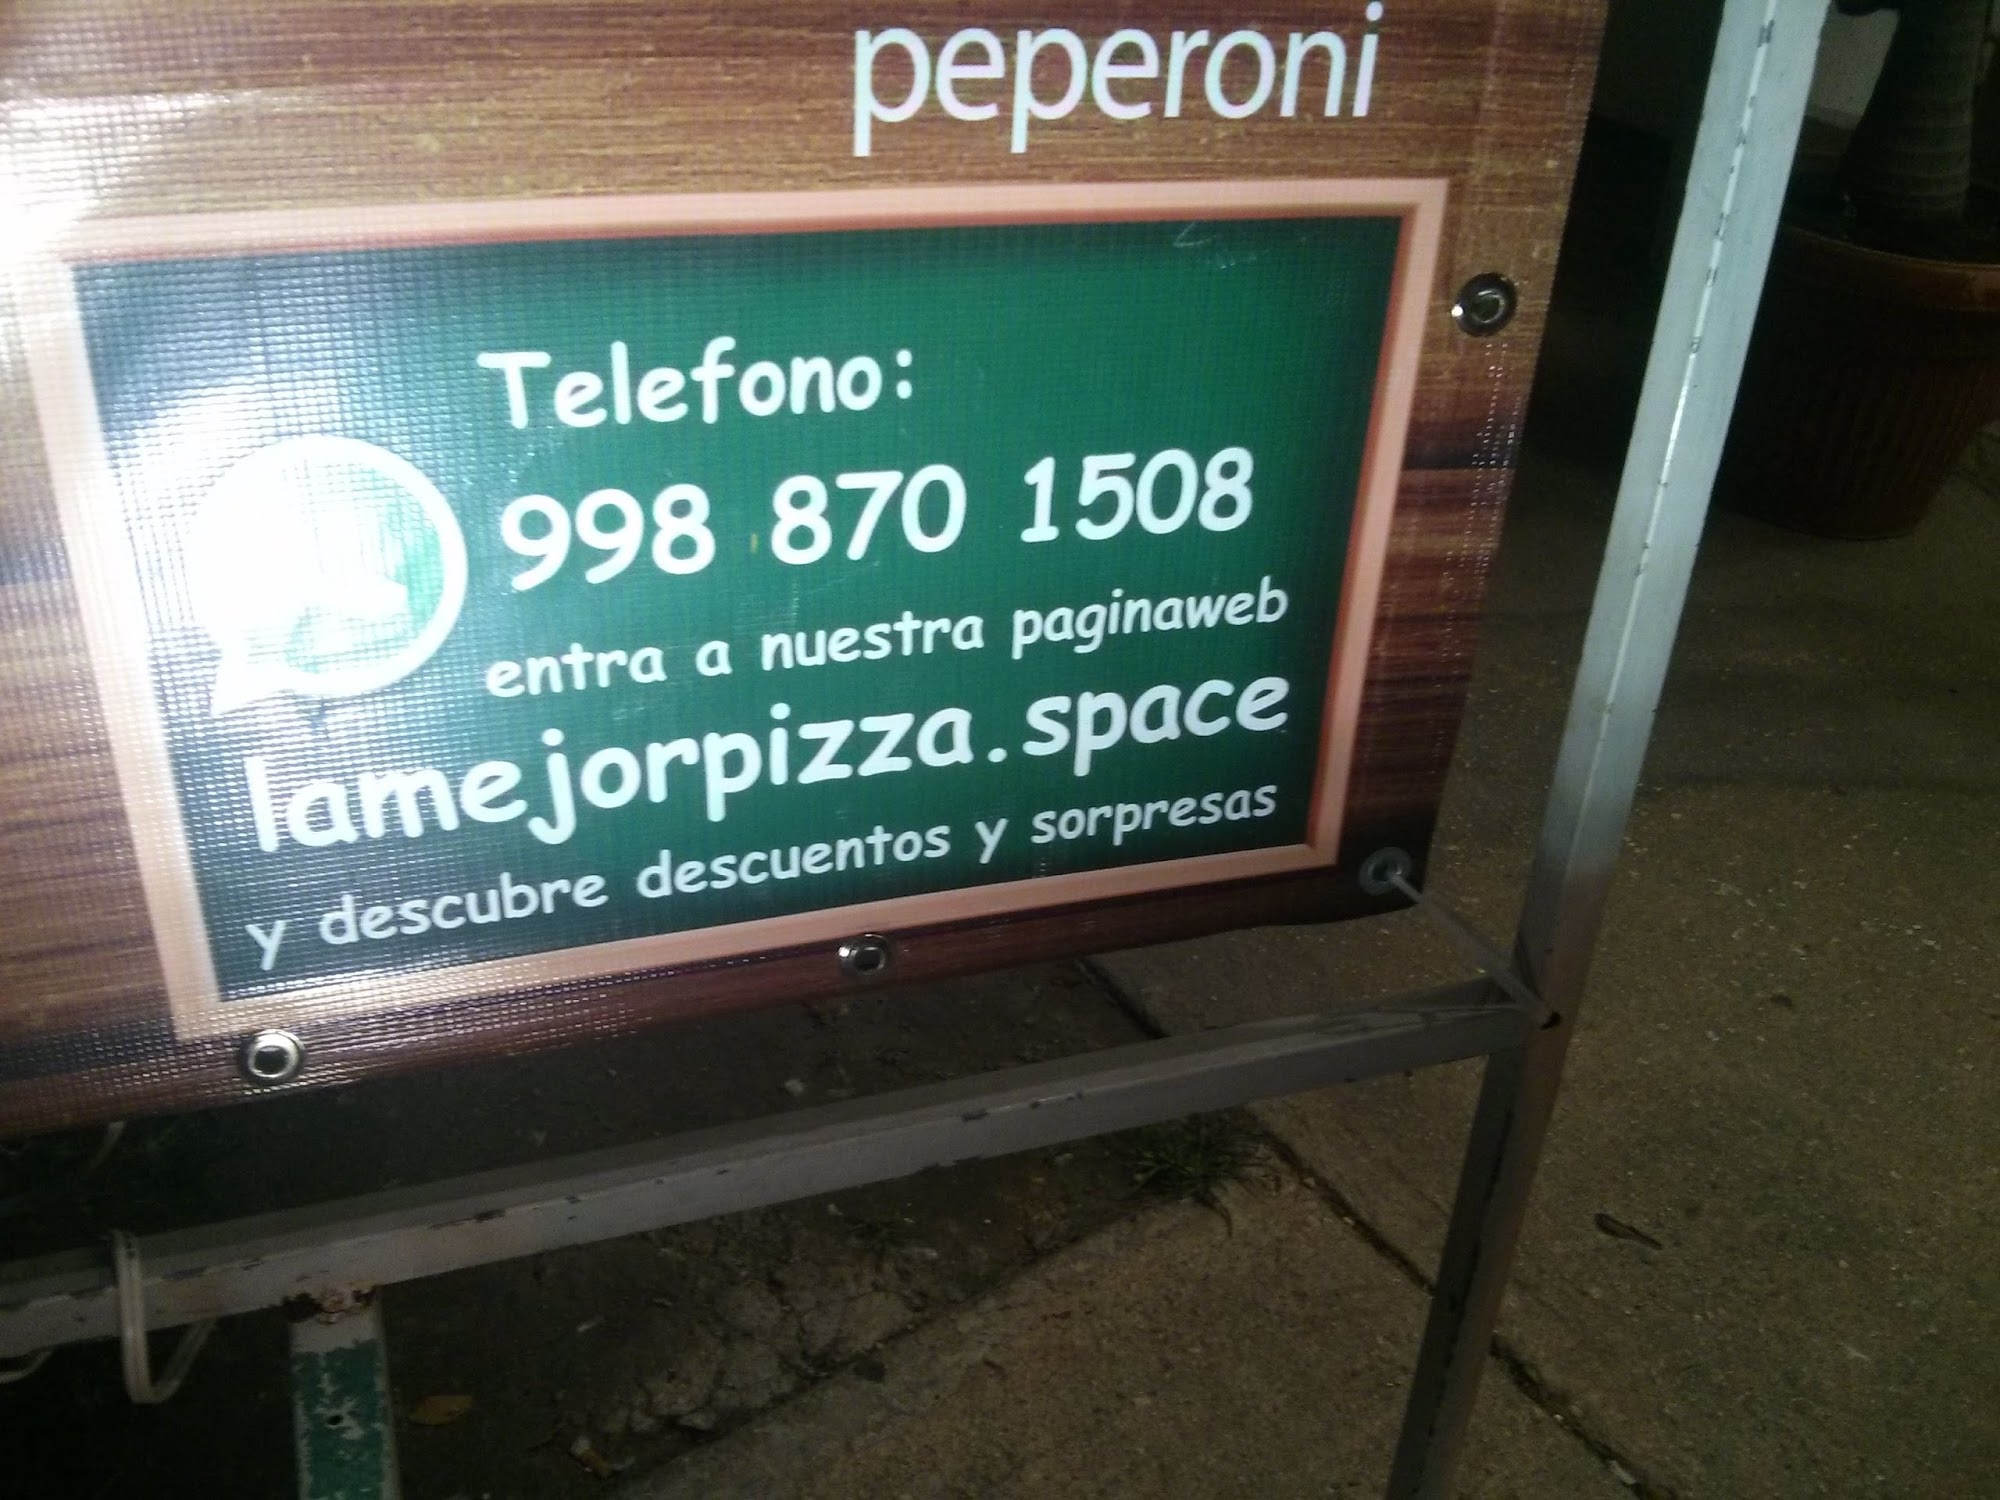 peperoni
Telefono:
998 870 1508
entra a nuestra paginaweb
lamejorpizza.space
y descubre descuentos y sorpresas